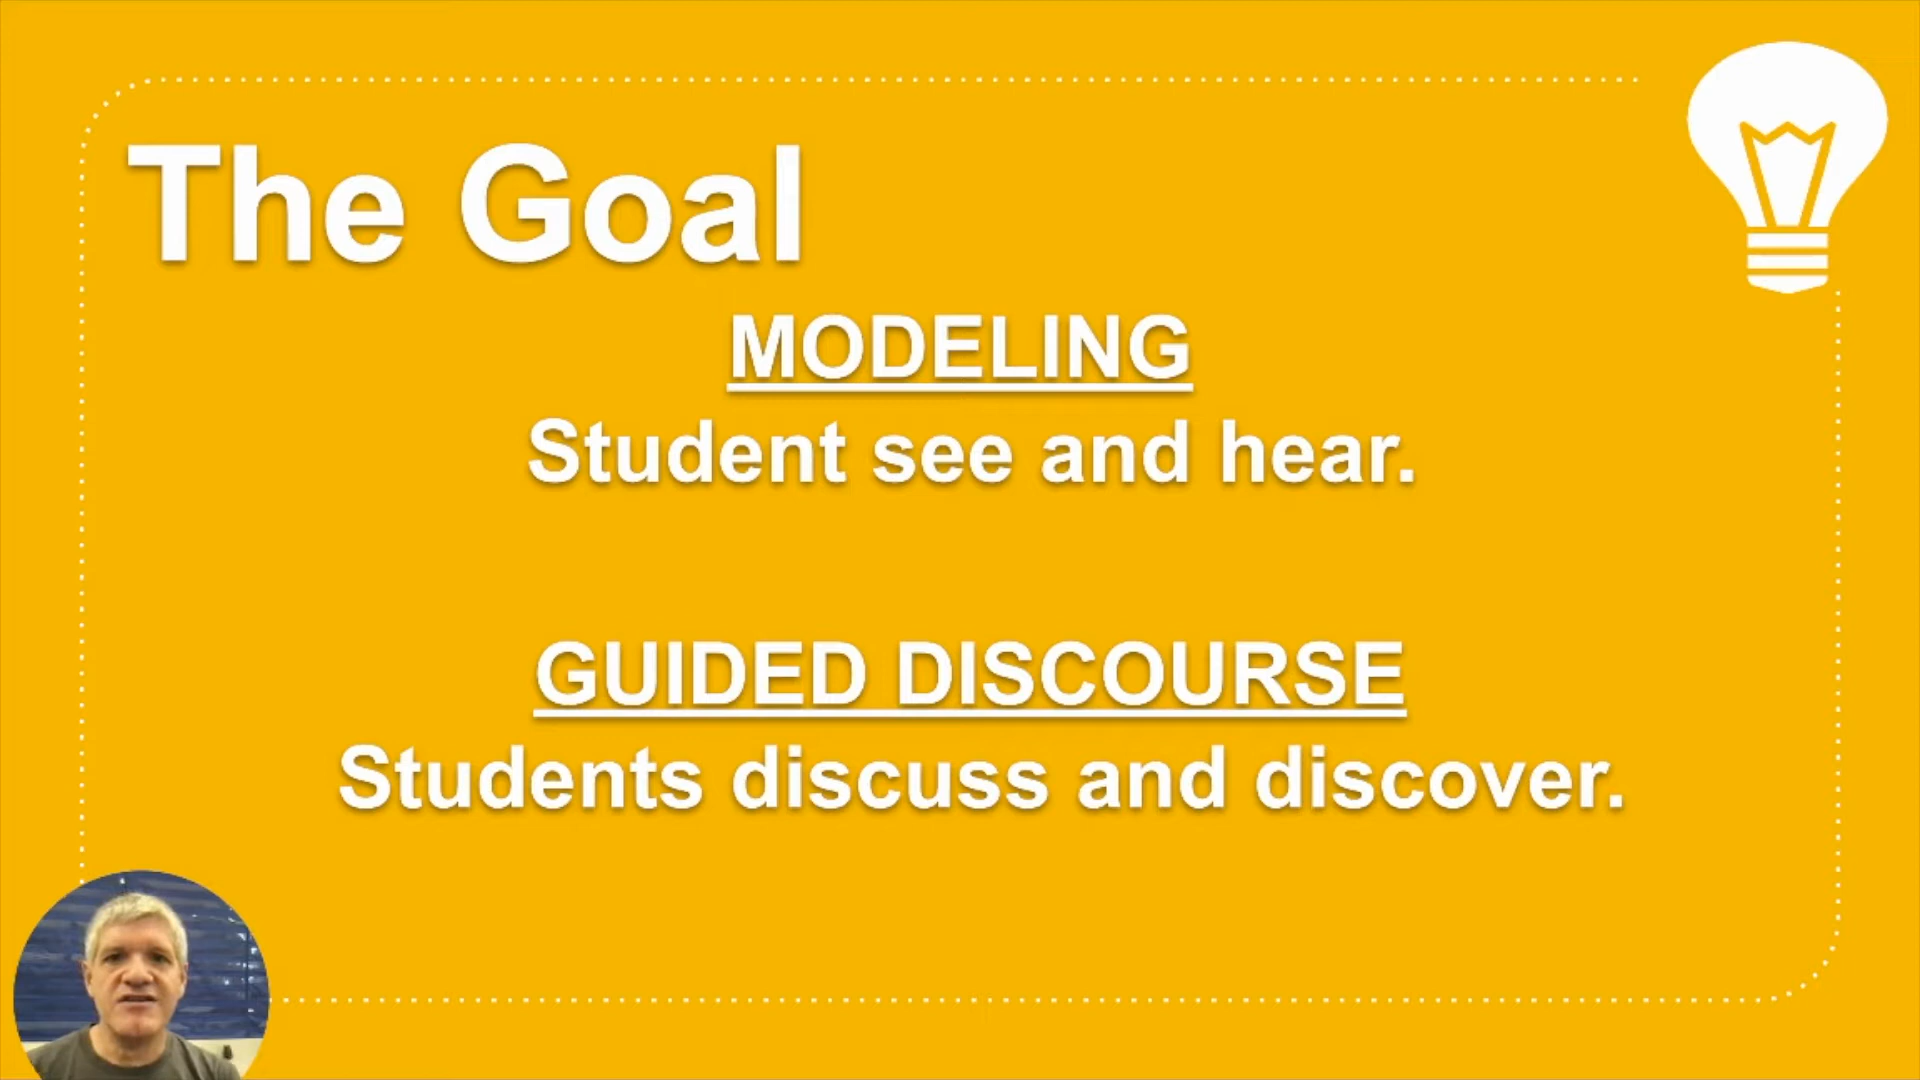 The Goal
MODELING
Student see and hear.
GUIDED DISCOURSE
Students discuss and discover.